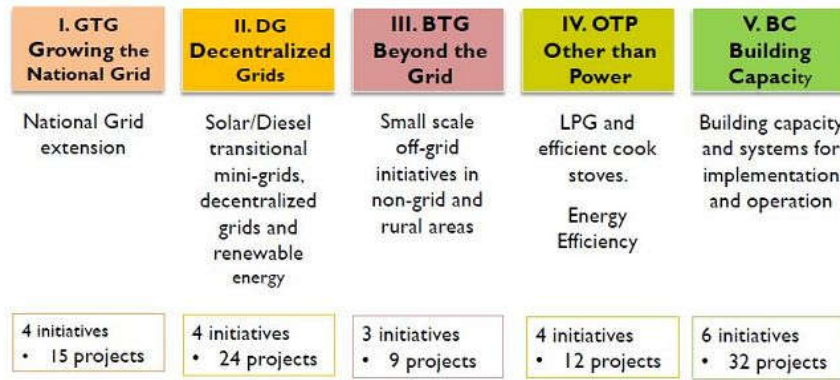 I. GTG
Growing the
National Grid
II. DG
Decentralized
Grids
III. BTG
Beyond the
Grid
IV. OTP
Other than
Power
V. BC
Building
Capacity
National Grid
extension
Solar/Diesel
transitional
mini-grids,
decentralized
grids and
renewable
energy
Small scale
off-grid
initiatives in
non-grid and
rural areas
LPG and
efficient cook
stoves.
Energy
Efficiency
Building capacity
and systems for
implementation
and operation
4 initiatives
• 15 projects
4 initiatives
• 24 projects
3 initiatives
• 9 projects
4 initiatives
• 12 projects
6 initiatives
• 32 projects